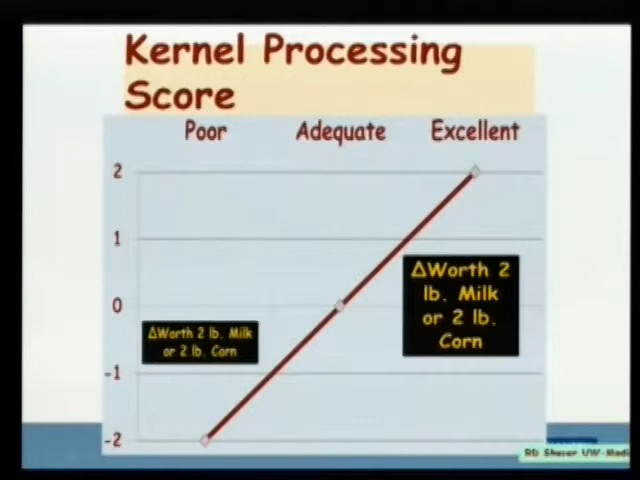 Kernel Processing
Score
Poor Adequate Excellent
2
1
0
-1
-2
ΔWorth 2
lb. Milk
or 2 lb.
Corn
ΔWorth 2 lb. Milk
or 2 lb. Corn
RD Shaver UW-Madi